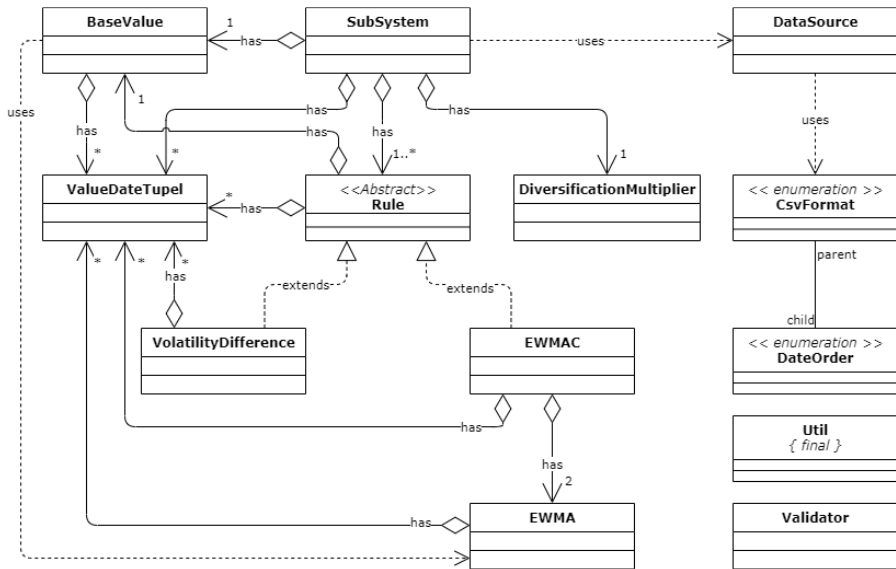 BaseValue
1
has
SubSystem
uses
DataSource
uses
has
1
has
has
has
has
uses
*
*
1..*
1
ValueDateTupel
*
has
<<Abstract>>
Rule
DiversificationMultiplier
<< enumeration >>
CsvFormat
*
*
*
has
extends
extends
parent
child
VolatilityDifference
EWMAC
<< enumeration >>
DateOrder
has
has
2
Util
{ final }
has
EWMA
Validator